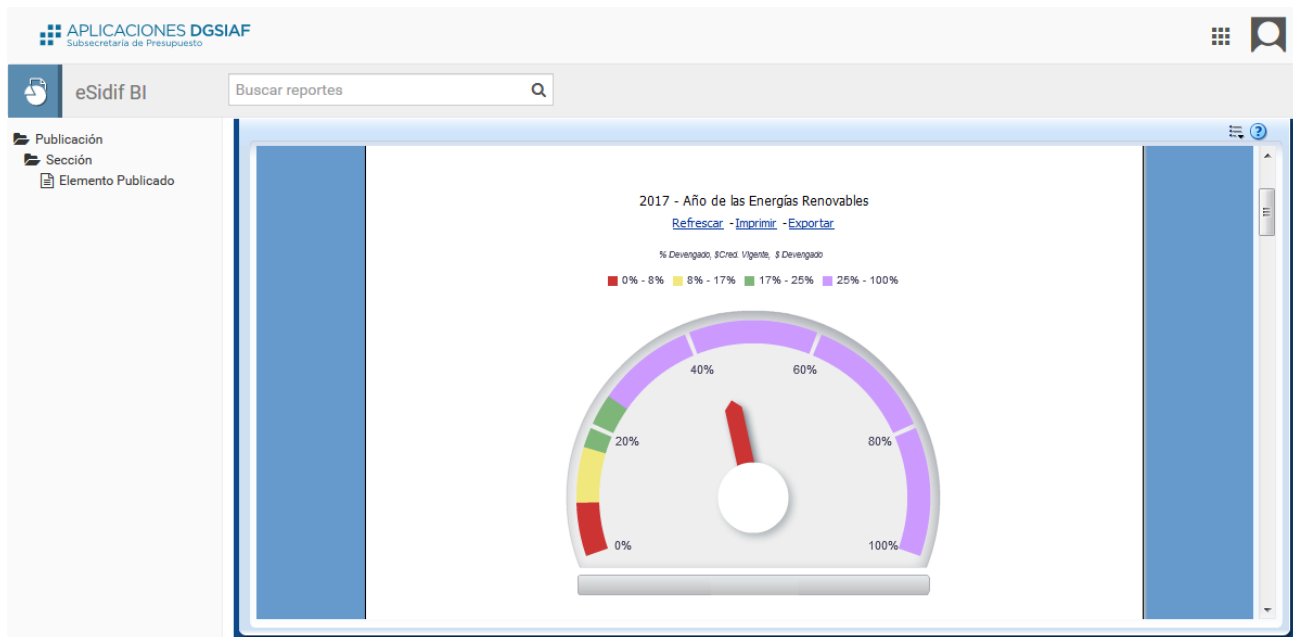 APLICACIONES DGSIAF
Subsecretaría de Presupuesto
eSidif BI
Buscar reportes
Publicación
Sección
Elemento Publicado
2017 - Año de las Energías Renovables
Refrescar - Imprimir - Exportar
% Devengado, $Cred. Vigente, $ Devengado
0% - 8% 8% - 17% 17% - 25% 25% - 100%
40% 60%
20% 80%
0% 100%